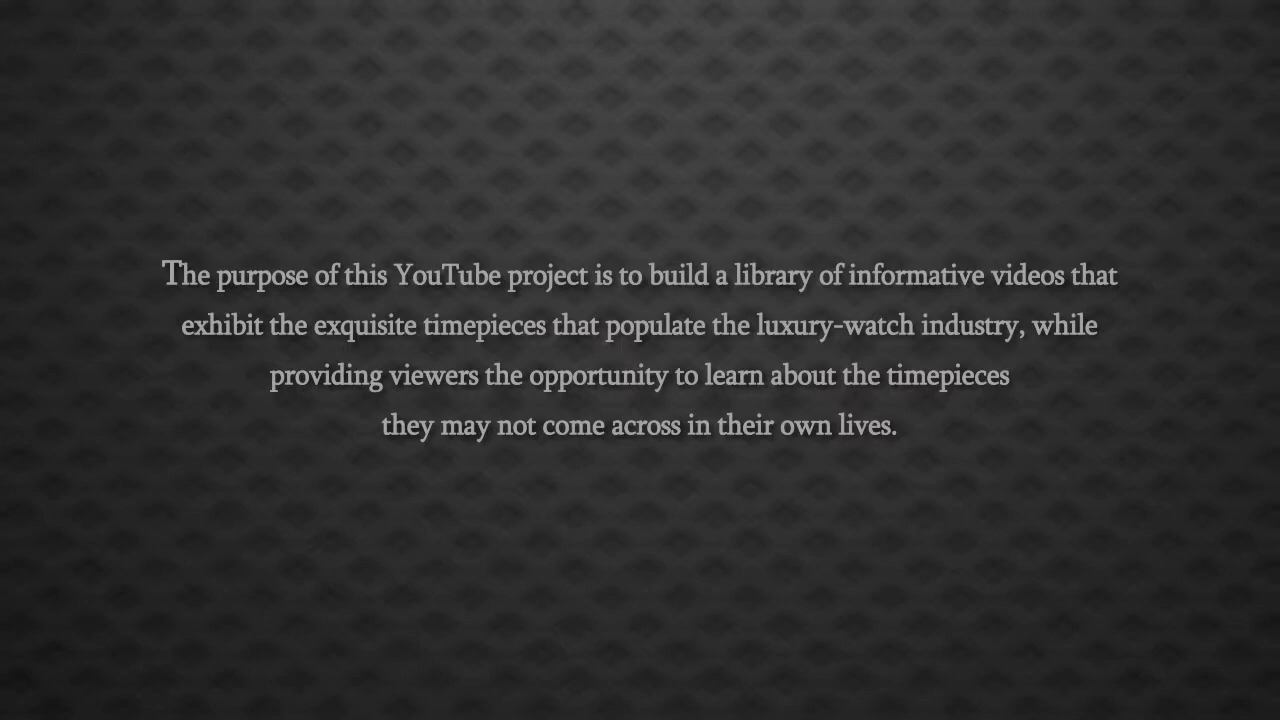 The purpose of this YouTube project is to build a library of informative videos that
exhibit the exquisite timepieces that populate the luxury-watch industry, while
providing viewers the opportunity to learn about the timepieces
they may not come across in their own lives.